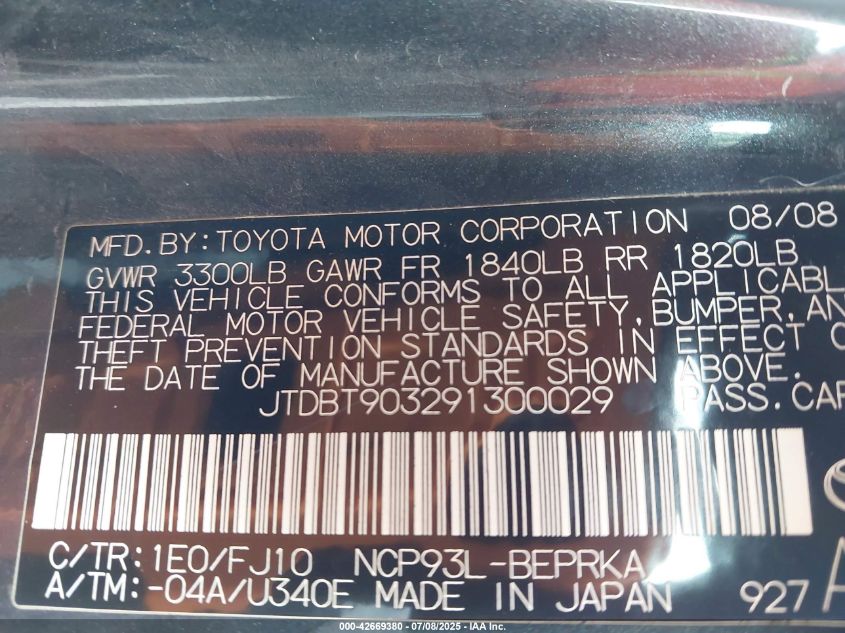 MFD.BY:TOYOTA MOTOR CORPORATION 08/08
GVWR 3300LB GAWR FR 1840LB RR 1820LB
THIS VEHICLE CONFORMS TO ALL APPLICABL
FEDERAL MOTOR VEHICLE SAFETY, BUMPER, AN
THEFT PREVENTION STANDARDS IN EFFECT O
THE DATE OF MANUFACTURE SHOWN ABOVE.
JTDBT903291300029 PASS.CAR
C/TR:1E0/FJ10 NCP93L-BEPRKA
A/TM:-04A/U340E MADE IN JAPAN 927 A
000-42669380 - 07/08/2025 - IAA Inc.